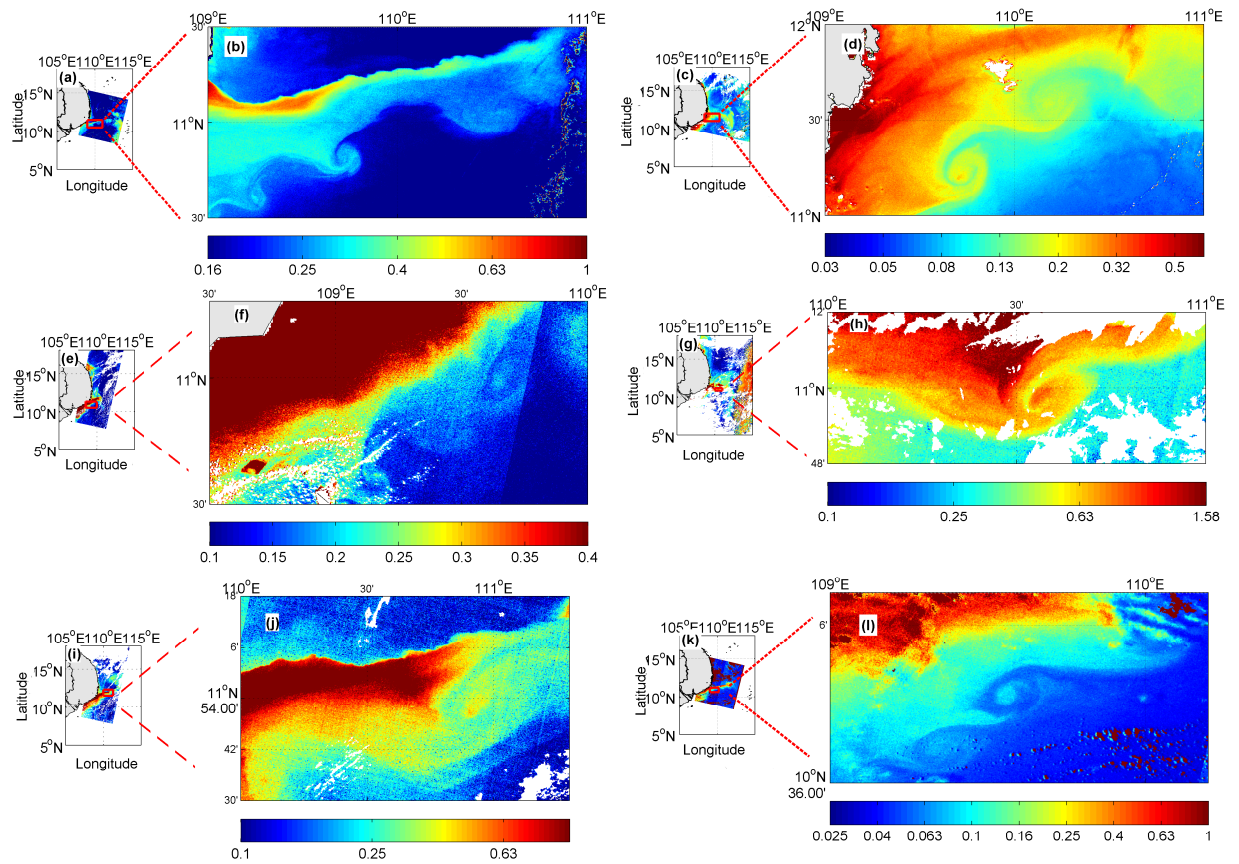 109°E 110°E 111°E
30'
(b)
11°N
30'
0.16 0.25 0.4 0.63 1
105°E110°E115°E
(a)
15°N
10°N
5°N
Latitude
Longitude
109°E 110°E 111°E
12°N
(d)
30'
11°N
0.03 0.05 0.08 0.13 0.2 0.32 0.5
105°E110°E115°E
(c)
15°N
10°N
5°N
Latitude
Longitude
30' 109°E 30' 110°E
(f)
11°N
30'
0.1 0.15 0.2 0.25 0.3 0.35 0.4
105°E110°E115°E
(e)
15°N
10°N
5°N
Latitude
Longitude
110°E 30' 111°E
12'
(h)
11°N
48'
0.1 0.25 0.63 1.58
105°E110°E115°E
(g)
15°N
10°N
5°N
Latitude
Longitude
110°E 30' 111°E
18'
(j)
6'
11°N
54.00'
42'
30'
0.1 0.25 0.63
105°E110°E115°E
(i)
15°N
10°N
5°N
Latitude
Longitude
109°E 110°E
6'
(l)
10°N
36.00'
0.025 0.04 0.063 0.1 0.16 0.25 0.4 0.63 1
105°E110°E115°E
(k)
15°N
10°N
5°N
Latitude
Longitude